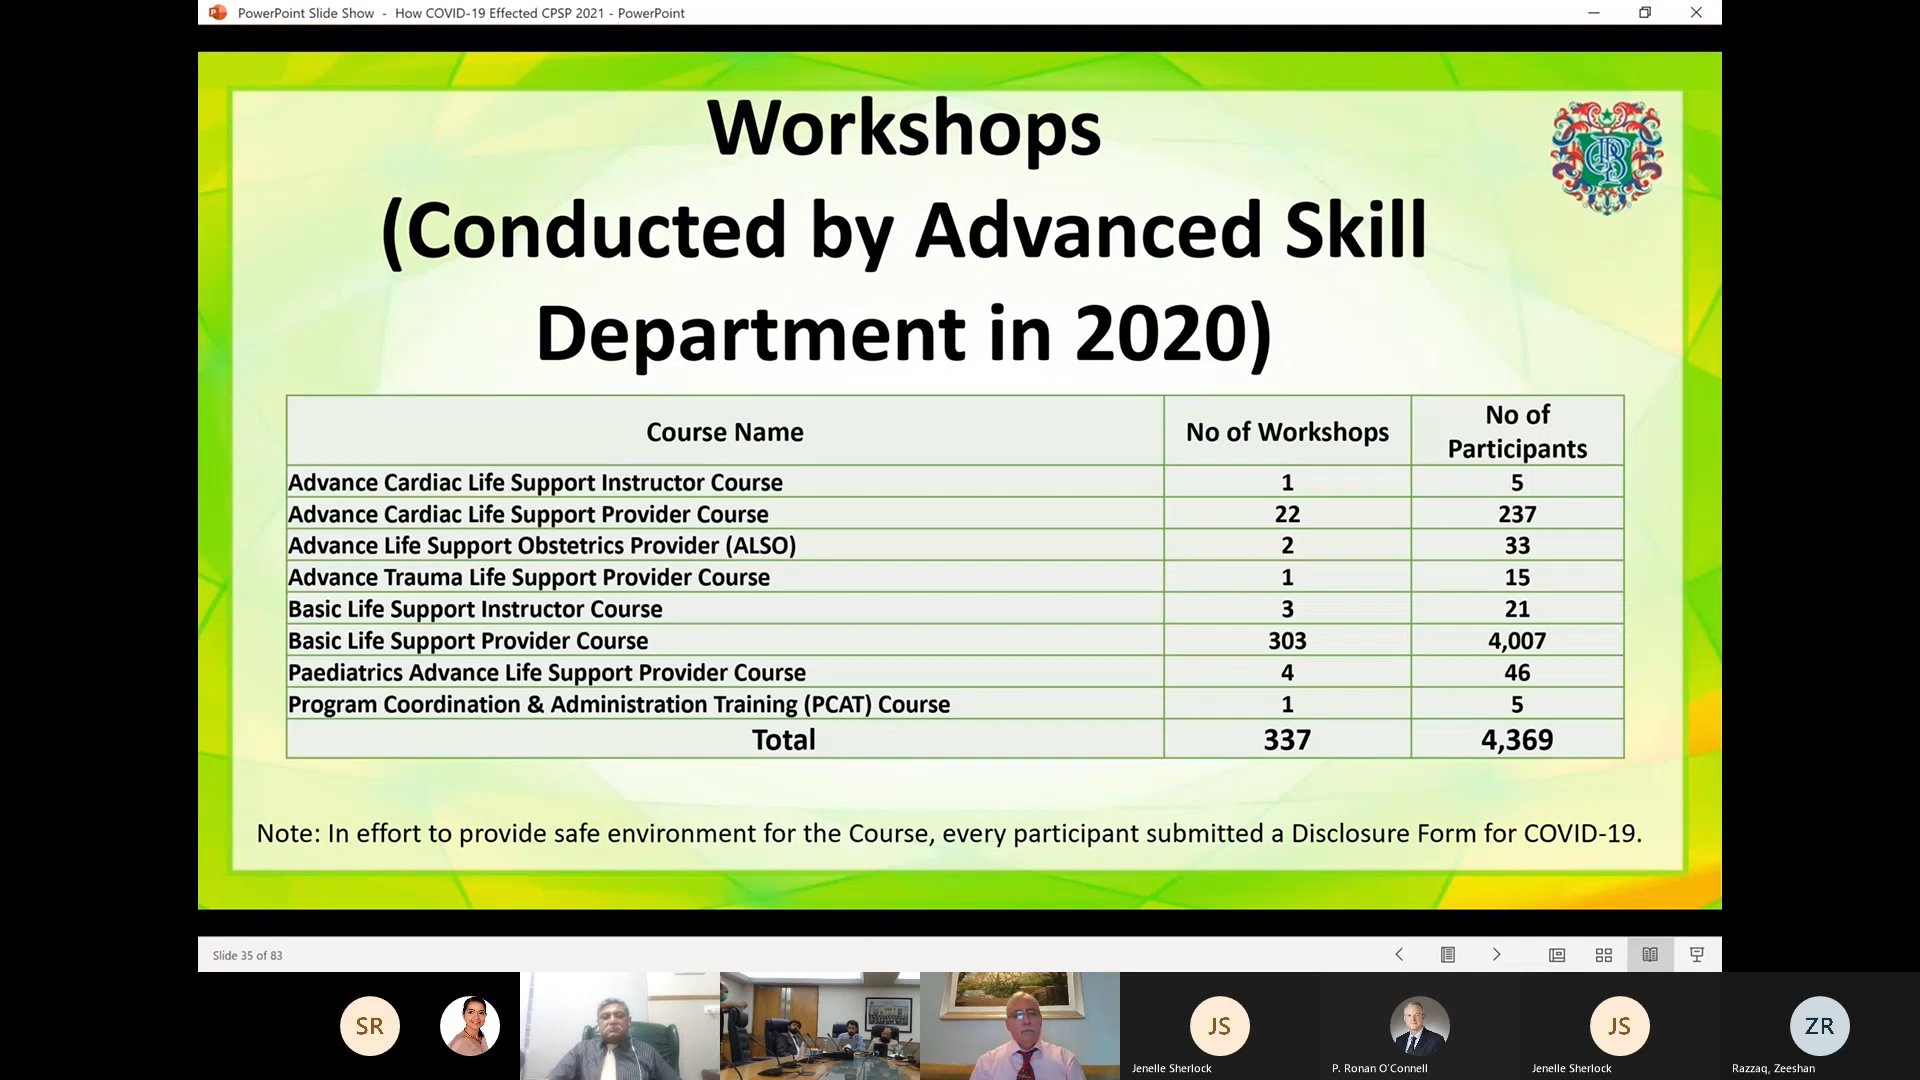 PowerPoint Slide Show - How COVID-19 Effected CPSP 2021 - PowerPoint
Workshops
(Conducted by Advanced Skill
Department in 2020)
Course Name No of Workshops No of Participants
Advance Cardiac Life Support Instructor Course 1 5
Advance Cardiac Life Support Provider Course 22 237
Advance Life Support Obstetrics Provider (ALSO) 2 33
Advance Trauma Life Support Provider Course 1 15
Basic Life Support Instructor Course 3 21
Basic Life Support Provider Course 303 4,007
Paediatrics Advance Life Support Provider Course 4 46
Program Coordination & Administration Training (PCAT) Course 1 5
Total 337 4,369
Note: In effort to provide safe environment for the Course, every participant submitted a Disclosure Form for COVID-19.
Slide 35 of 83
SR JS JS ZR
Jenelle Sherlock P. Ronan O'Connell Jenelle Sherlock Razzaq, Zeeshan